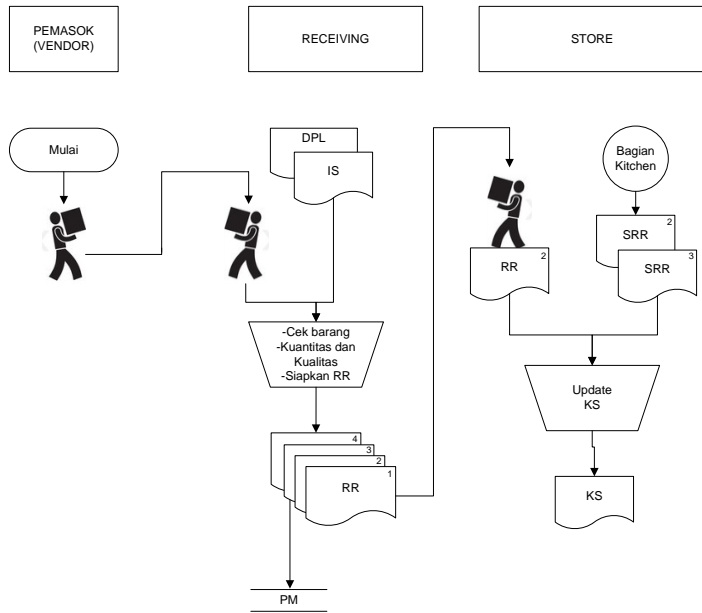 PEMASOK
(VENDOR)
RECEIVING
STORE
Mulai
DPL
IS
Bagian
Kitchen
2
SRR
3
SRR
2
RR
-Cek barang
-Kuantitas dan
Kualitas
-Siapkan RR
Update
KS
4
3
2
1
RR
KS
PM